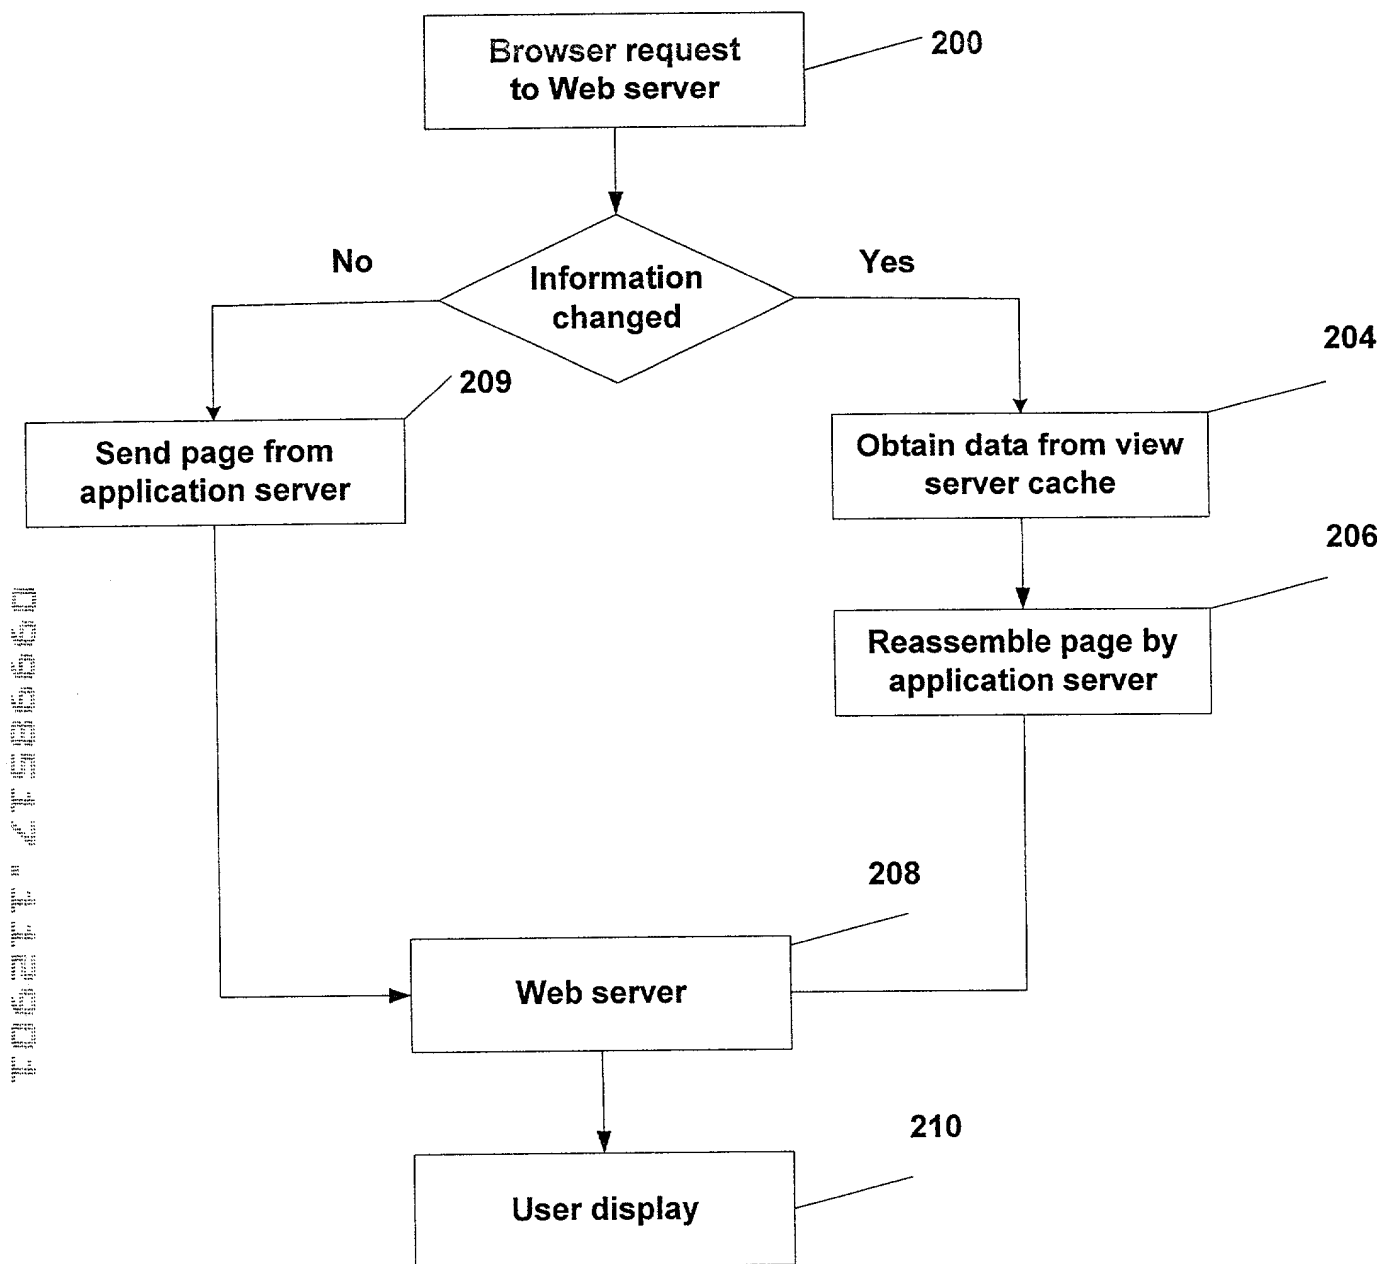 Browser request
to Web server
200
No
Yes
Information
changed
204
209
Send page from
application server
Obtain data from view
server cache
206
Reassemble page by
application server
208
Web server
210
User display